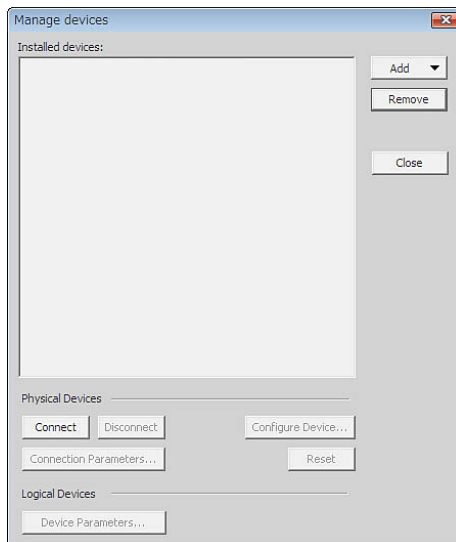 Manage devices
Installed devices:
Add
Remove
Close
Physical Devices
Connect Disconnect Configure Device...
Connection Parameters... Reset
Logical Devices
Device Parameters...